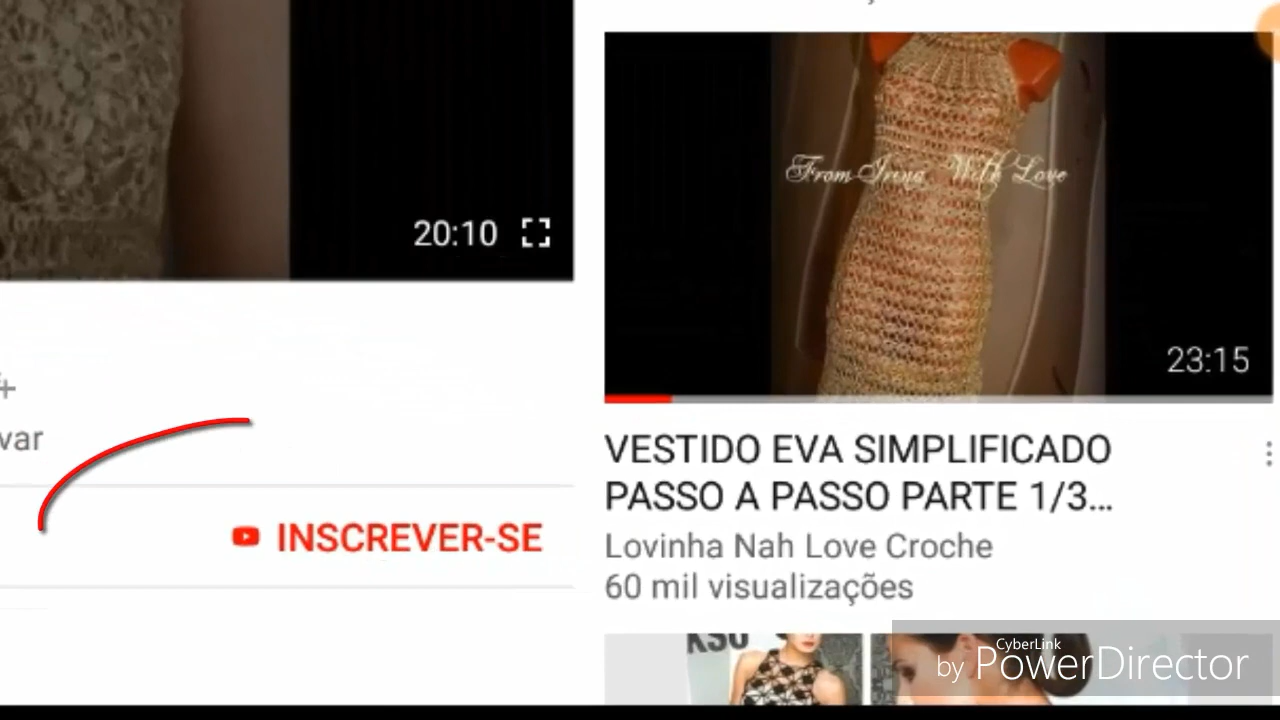 20:10
var
INSCREVER-SE
From Irina With Love
23:15
VESTIDO EVA SIMPLIFICADO
PASSO A PASSO PARTE 1/3...
Lovinha Nah Love Croche
60 mil visualizações
CyberLink
by PowerDirector